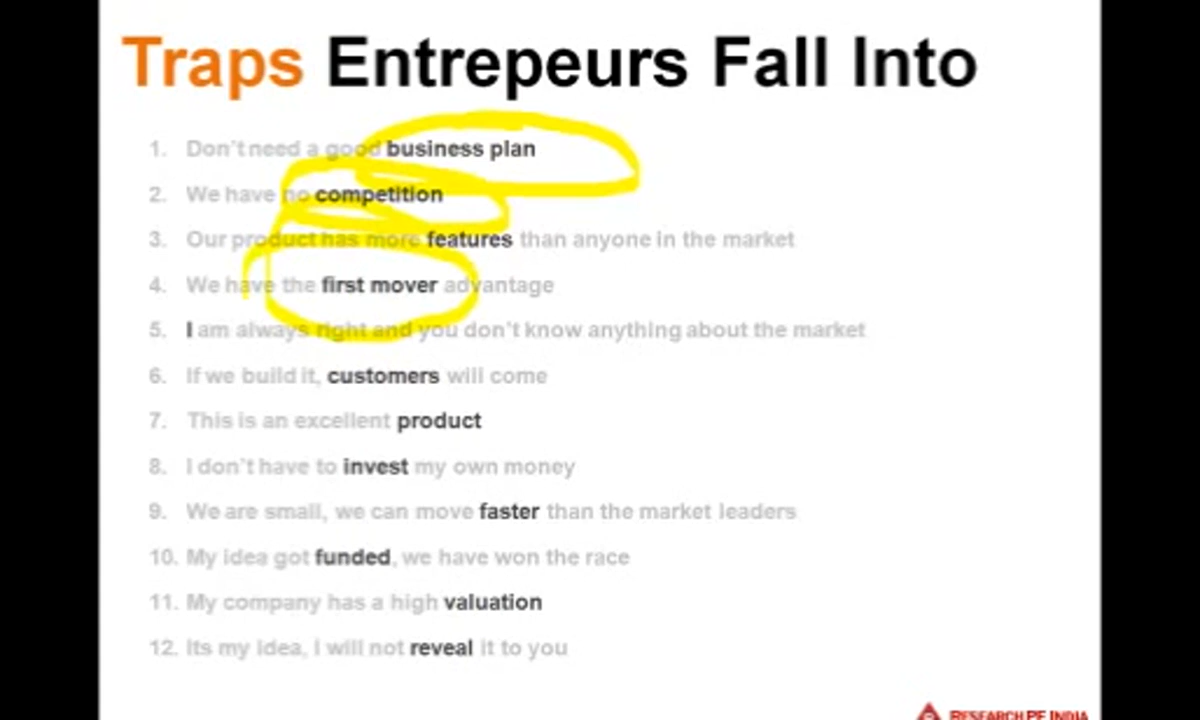 Traps Entrepeurs Fall Into
1. Don't need a good business plan
2. We have no competition
3. Our product has more features than anyone in the market
4. We have the first mover advantage
5. I am always right and you don't know anything about the market
6. If we build it, customers will come
7. This is an excellent product
8. I don't have to invest my own money
9. We are small, we can move faster than the market leaders
10. My idea got funded, we have won the race
11. My company has a high valuation
12. Its my idea, I will not reveal it to you
RESEARCH PE INDIA